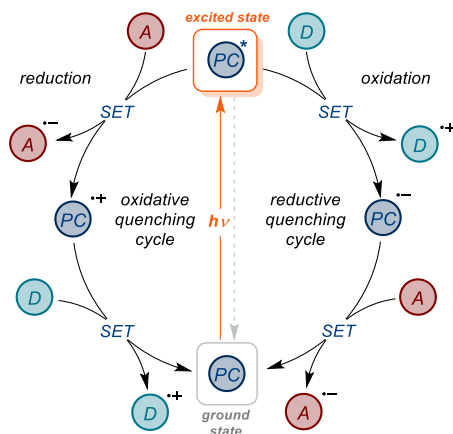 excited state
A
D
PC*
reduction
oxidation
SET
SET
A •−
D •+
PC •+
oxidative
quenching
cycle
hν
reductive
quenching
cycle
PC •−
D
A
SET
SET
PC
D •+
A •−
ground
state